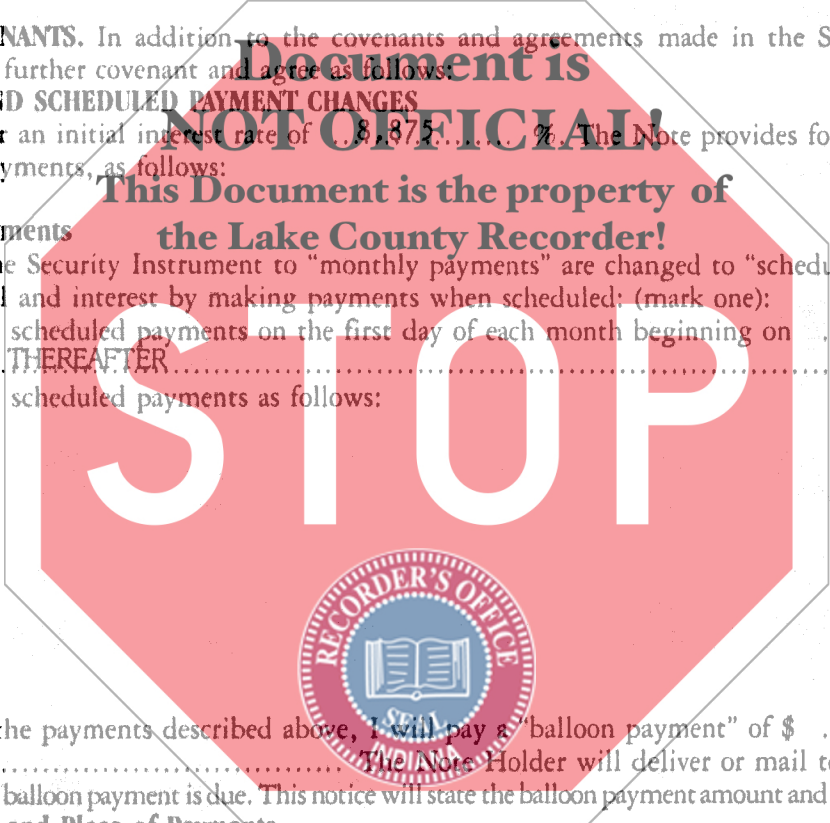 NANTS. In addition to the covenants and agreements made in the S
further covenant and agree as follows:
Document is
D SCHEDULED PAYMENT CHANGES
NOT OFFICIAL!
an initial interest rate of ...8.875........ %. The Note provides fo
yments, as follows:
This Document is the property of
ments
the Lake County Recorder!
e Security Instrument to “monthly payments” are changed to “schedu
and interest by making payments when scheduled: (mark one):
scheduled payments on the first day of each month beginning on
THEREAFTER
scheduled payments as follows:
STOP
RECORDER'S OFFICE
SEAL
INDIANA
the payments described above, I will pay a “balloon payment” of $
The Note Holder will deliver or mail t
balloon payment is due. This notice will state the balloon payment amount and
and Place of Payments